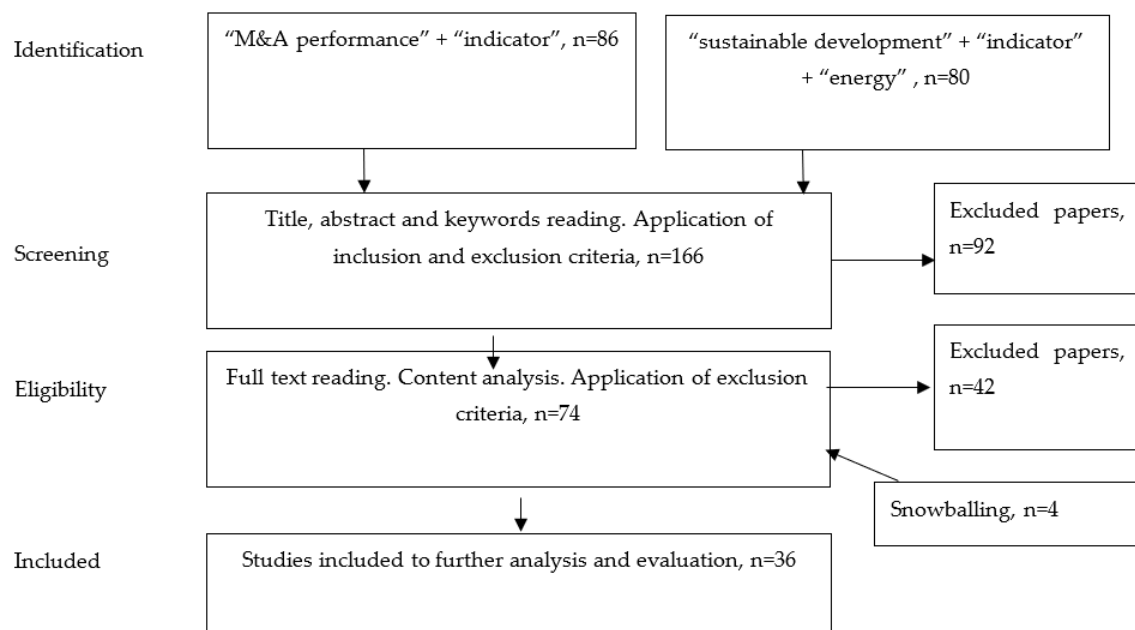 Identification
“M&A performance” + “indicator”, n=86
“sustainable development” + “indicator”
+ “energy” , n=80
Screening
Title, abstract and keywords reading. Application of
inclusion and exclusion criteria, n=166
Excluded papers,
n=92
Eligibility
Full text reading. Content analysis. Application of exclusion
criteria, n=74
Excluded papers,
n=42
Snowballing, n=4
Included
Studies included to further analysis and evaluation, n=36